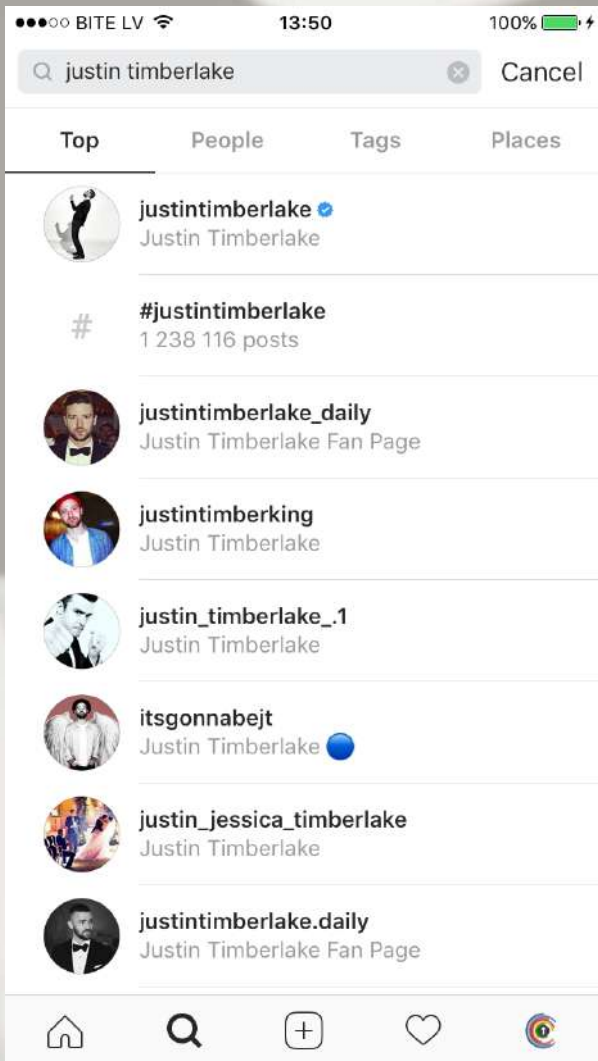 BITE LV 13:50 100%
justin timberlake Cancel
Top People Tags Places
justintimberlake
Justin Timberlake
#
#justintimberlake
1 238 116 posts
justintimberlake_daily
Justin Timberlake Fan Page
justintimberking
Justin Timberlake
justin_timberlake_.1
Justin Timberlake
itsgonnabejt
Justin Timberlake
justin_jessica_timberlake
Justin Timberlake
justintimberlake.daily
Justin Timberlake Fan Page